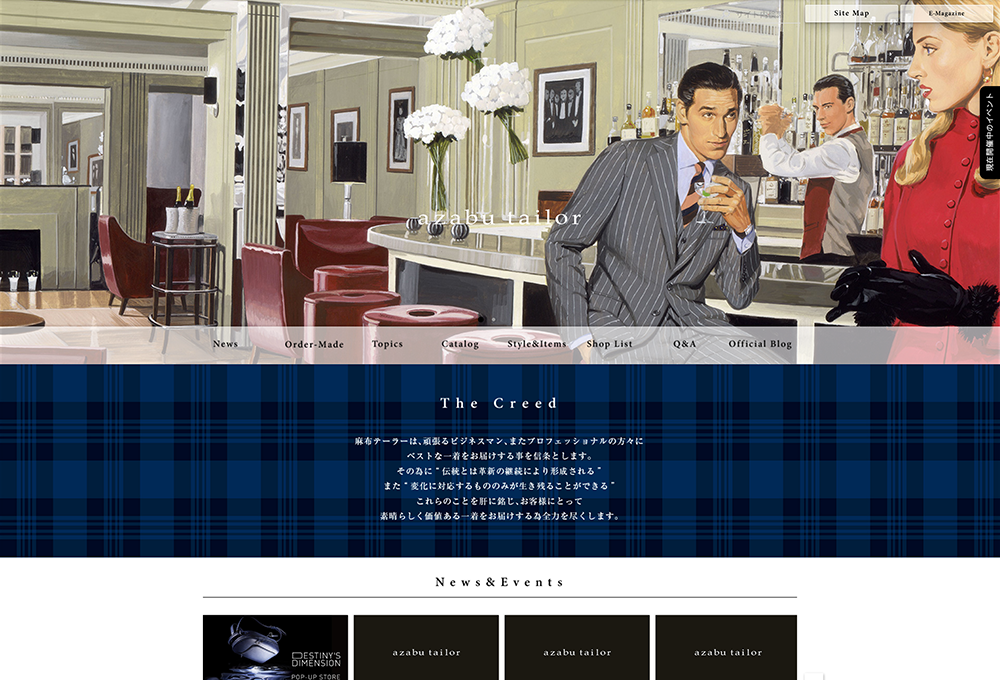 Site Map
E-Magazine
現在開催中のイベント
azabu tailor
News
Order-Made
Topics
Catalog
Style&Items
Shop List
Q&A
Official Blog
The Creed
麻布テーラーは、頑張るビジネスマン、またプロフェッショナルの方々に
ベストな一着をお届けする事を信条とします。
その為に“伝統とは革新の継続により形成される”
また“変化に対応するもののみが生き残ることができる”
これらのことを肝に銘じ、お客様にとって
素晴らしく価値ある一着をお届けする為全力を尽くします。
News&Events
DESTINY'S
DIMENSION
POP-UP STORE
azabu tailor
azabu tailor
azabu tailor